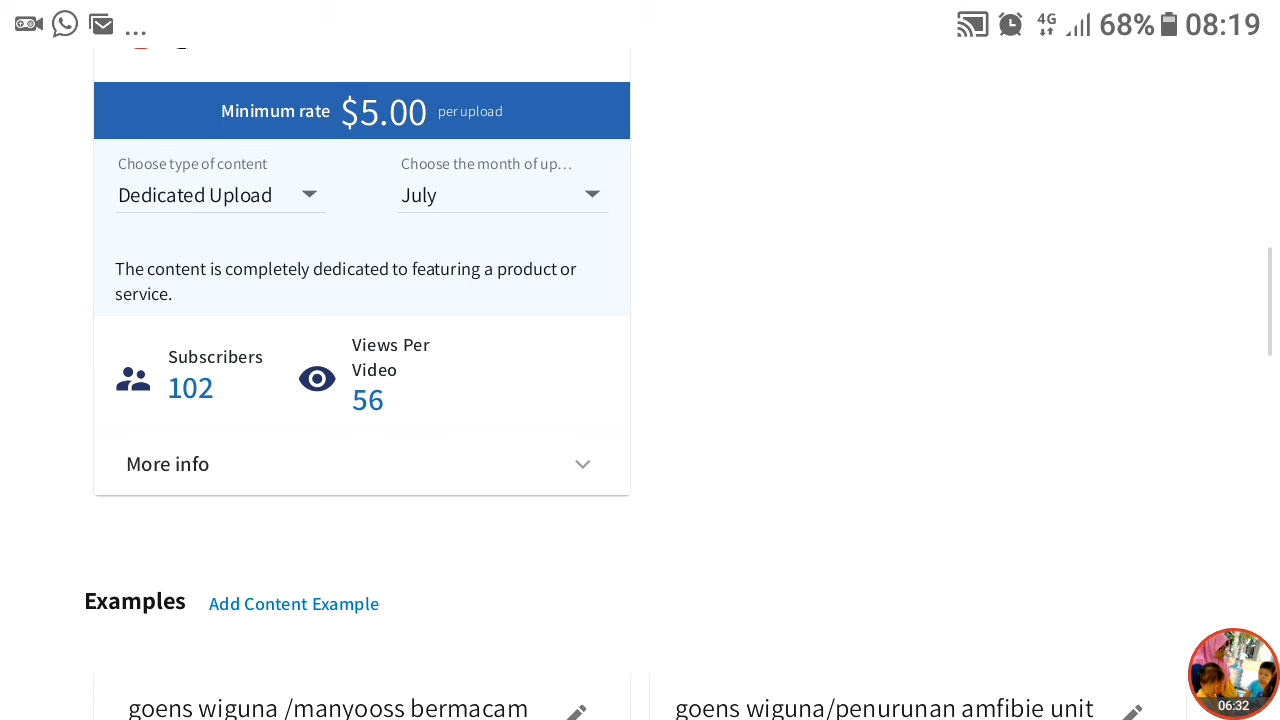 ... 4G 68% 08:19
Minimum rate $5.00 per upload
Choose type of content Choose the month of up...
Dedicated Upload July
The content is completely dedicated to featuring a product or
service.
Subscribers
102
Views Per
Video
56
More info
Examples Add Content Example
goens wiguna /manyooss bermacam
goens wiguna/penurunan amfibie unit
06:32